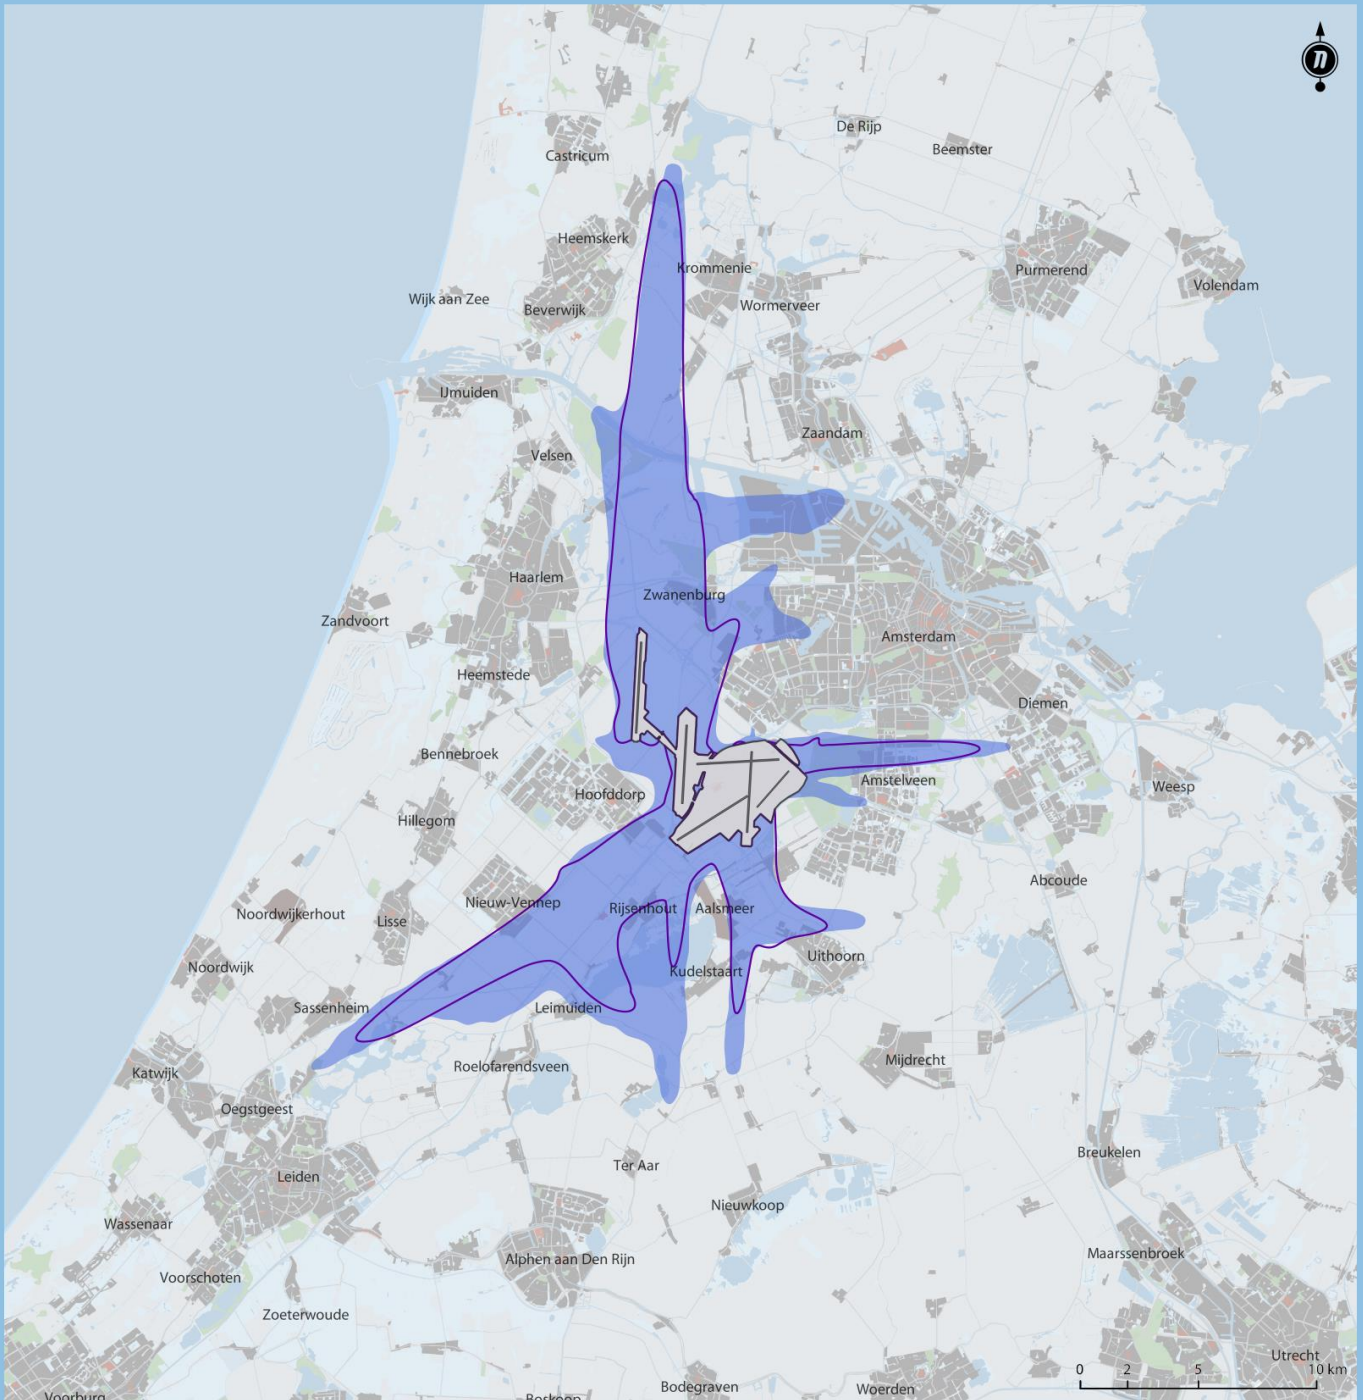 n
De Rijp
Beemster
Castricum
Heemskerk
Krommenie
Purmerend
Volendam
Wijk aan Zee
Wormerveer
Beverwijk
IJmuiden
Zaandam
Velsen
Haarlem
Zwanenburg
Zandvoort
Amsterdam
Heemstede
Diemen
Bennebroek
Amstelveen
Weesp
Hoofddorp
Hillegom
Abcoude
Nieuw-Vennep
Rijsenhout
Aalsmeer
Noordwijkerhout
Lisse
Uithoorn
Noordwijk
Kudelstaart
Sassenheim
Leimuiden
Mijdrecht
Roelofarendsveen
Katwijk
Oegstgeest
Breukelen
Ter Aar
Leiden
Nieuwkoop
Wassenaar
Maarssenbroek
Alphen aan Den Rijn
Voorschoten
Zoeterwoude
Utrecht
0 2 5 10 km
Bodegraven
Woerden
Voorburg
Boskoop